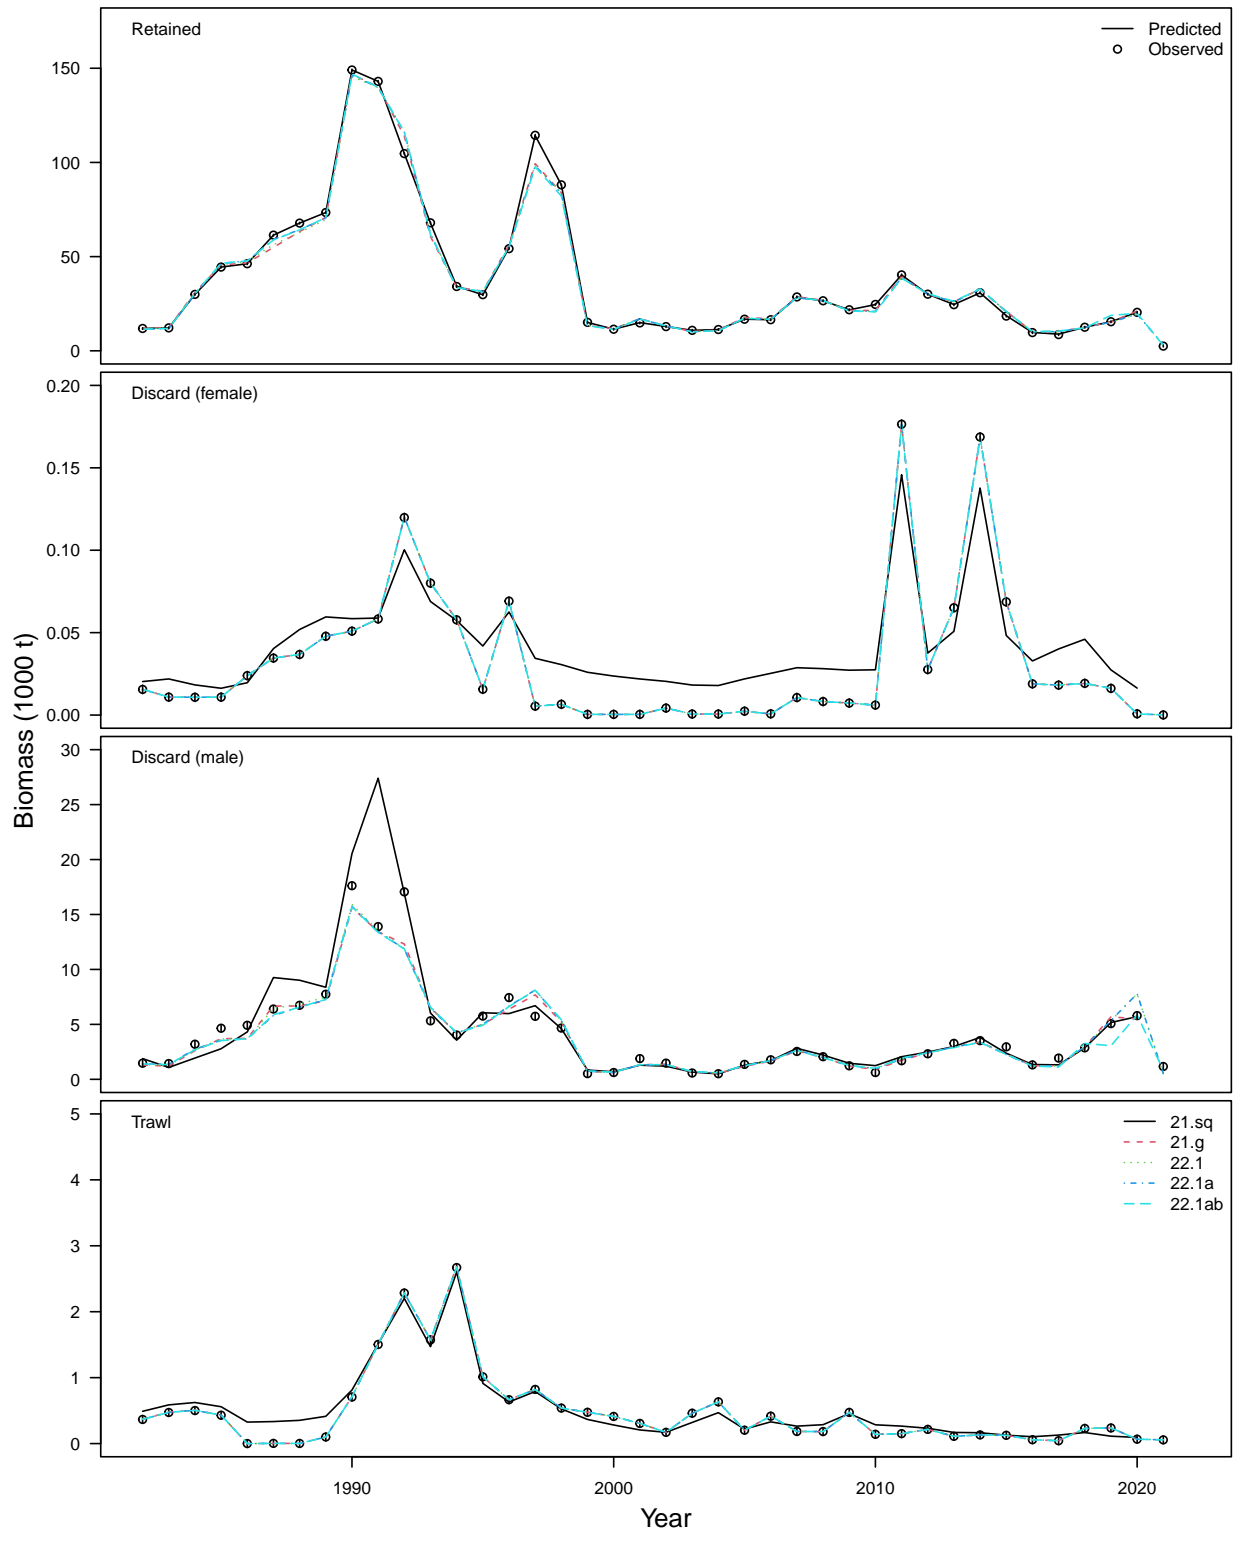 Retained
Predicted
Observed
150
100
50
0
Discard (female)
0.20
0.15
0.10
0.05
0.00
Discard (male)
30
25
20
15
10
5
0
Trawl
5
4
3
2
1
0
21.sq
21.g
22.1
22.1a
22.1ab
1990 2000 2010 2020
Year
Biomass (1000 t)